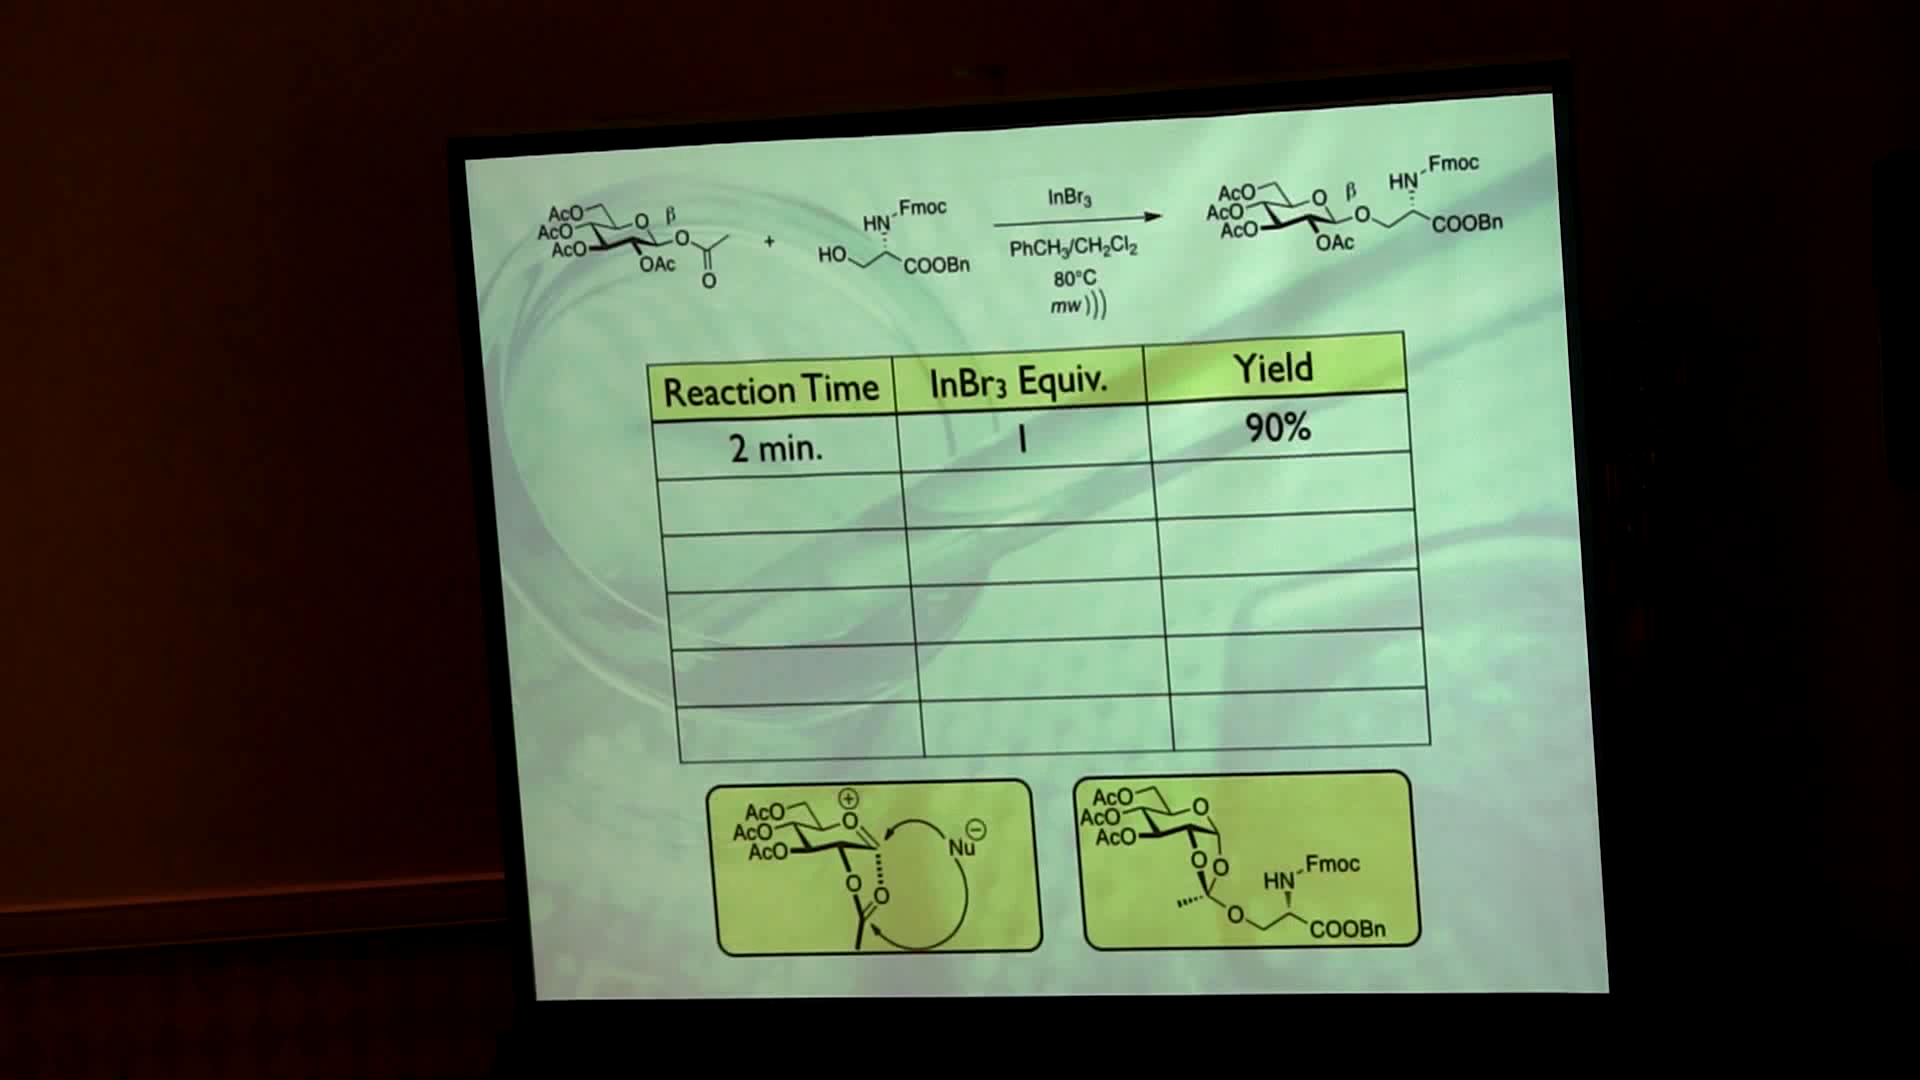 AcO
AcO
AcO
O
β
O
OAc
O
+
HN
Fmoc
HO
COOBn
InBr₃
PhCH₃/CH₂Cl₂
80°C
mw)))
AcO
AcO
AcO
O
β
O
OAc
HN
Fmoc
COOBn
Reaction Time InBr₃ Equiv. Yield
2 min. 1 90%
AcO
AcO
AcO
O
⊕
O
O
Nu
⊖
AcO
AcO
AcO
O
O
O
O
HN
Fmoc
COOBn